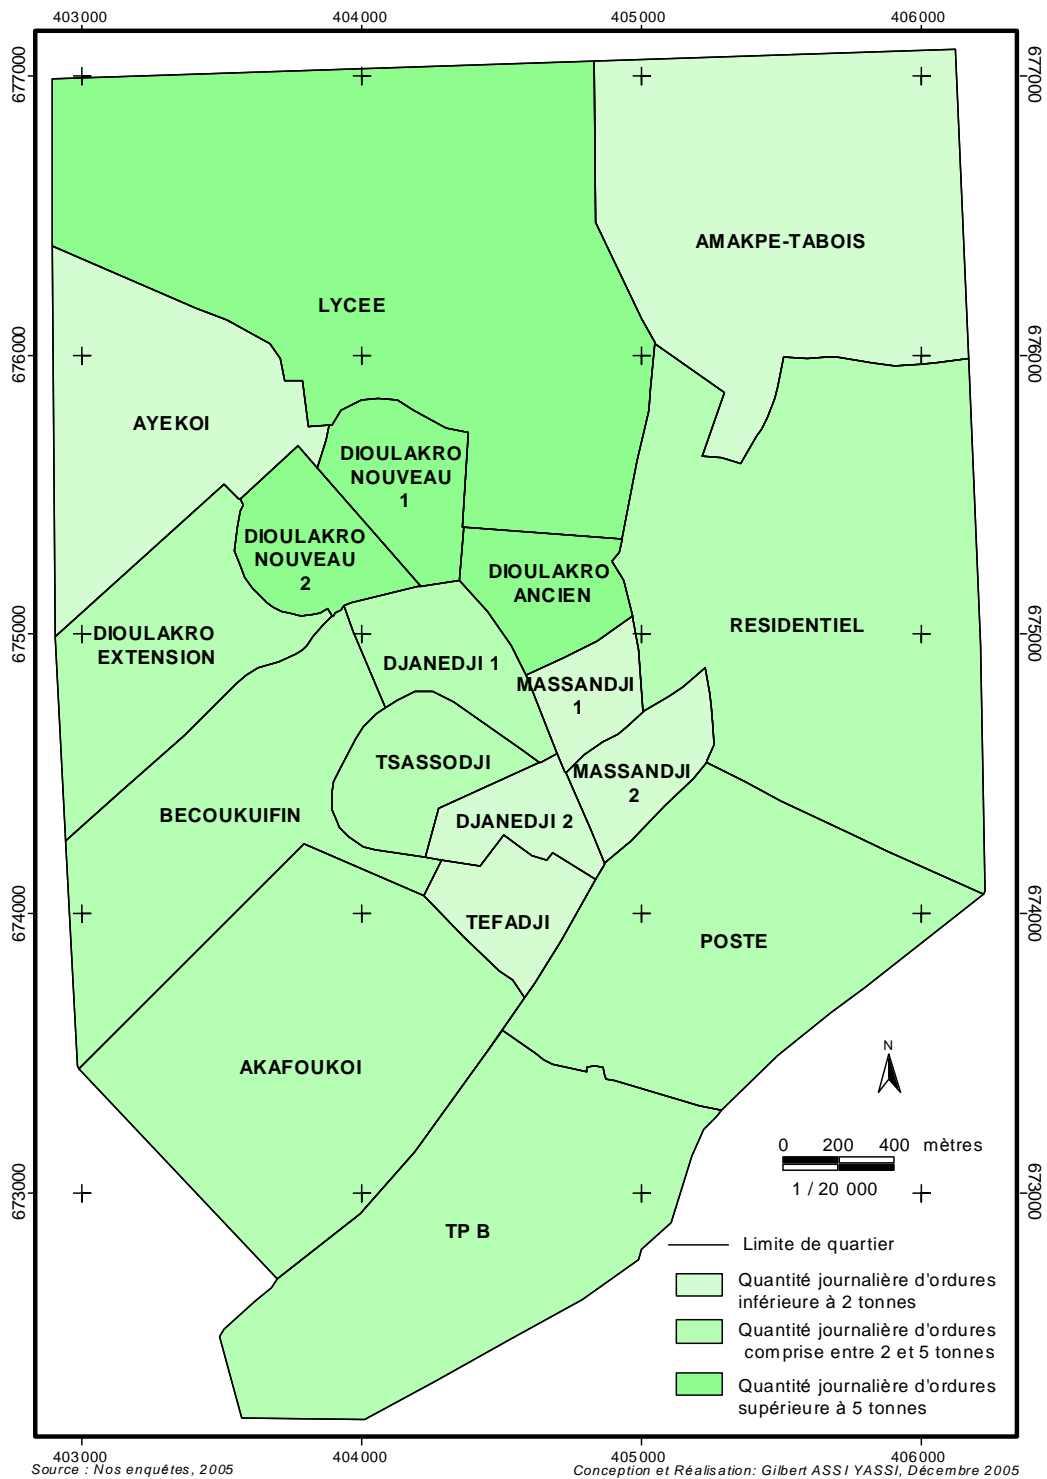 403000 404000 405000 406000
677000 677000
AMAKPE-TABOIS
LYCEE
676000 676000
AYEKOI
DIOULAKRO
NOUVEAU
1
DIOULAKRO
NOUVEAU
2
DIOULAKRO
ANCIEN
RESIDENTIEL
675000 675000
DIOULAKRO
EXTENSION
DJANEDJI 1
MASSANDJI
1
TSASSODJI
MASSANDJI
2
BECOUKUIFIN
DJANEDJI 2
TEFADJI
674000 674000
POSTE
AKAFOUKOI
N
0 200 400 mètres
1 / 20 000
673000 673000
TP B
Limite de quartier
Quantité journalière d'ordures
inférieure à 2 tonnes
Quantité journalière d'ordures
comprise entre 2 et 5 tonnes
Quantité journalière d'ordures
supérieure à 5 tonnes
403000 404000 405000 406000
Source : Nos enquêtes, 2005
Conception et Réalisation: Gilbert ASSI YASSI, Décembre 2005